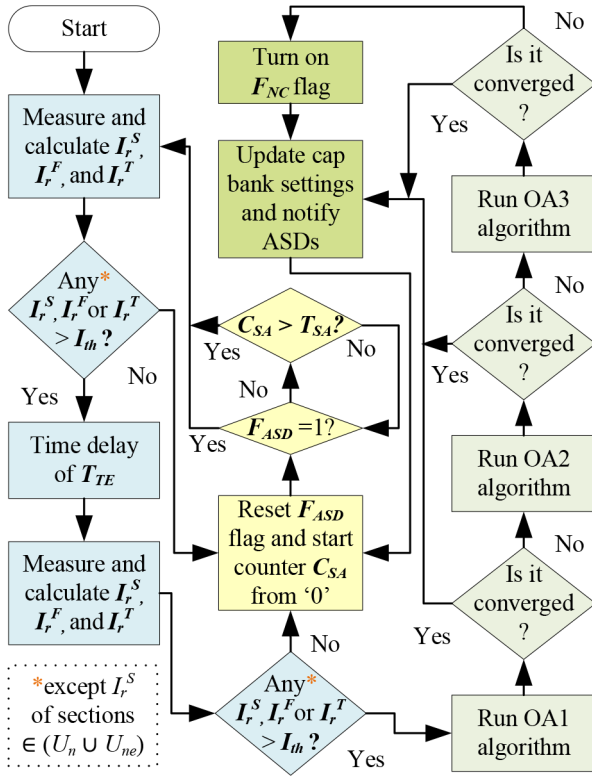 Start
Measure and
calculate I_r^S,
I_r^F, and I_r^T
Any*
I_r^S, I_r^F or I_r^T
> I_th ?
Yes
No
Time delay
of T_TE
Measure and
calculate I_r^S,
I_r^F, and I_r^T
*except I_r^S
of sections
∈ (U_n ∪ U_ne)
Turn on
F_NC flag
Update cap
bank settings
and notify
ASDs
C_SA > T_SA?
Yes
No
No
F_ASD =1?
Yes
Reset F_ASD
flag and start
counter C_SA
from ‘0’
No
Any*
I_r^S, I_r^F or I_r^T
> I_th ?
Yes
No
Is it
converged
?
Yes
Run OA3
algorithm
No
Is it
converged
?
Yes
Run OA2
algorithm
No
Is it
converged
?
Yes
Run OA1
algorithm